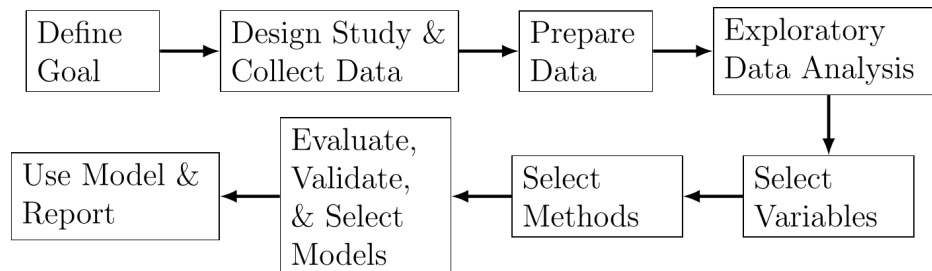 Define
Goal
Design Study &
Collect Data
Prepare
Data
Exploratory
Data Analysis
Select
Variables
Select
Methods
Evaluate,
Validate,
& Select
Models
Use Model &
Report